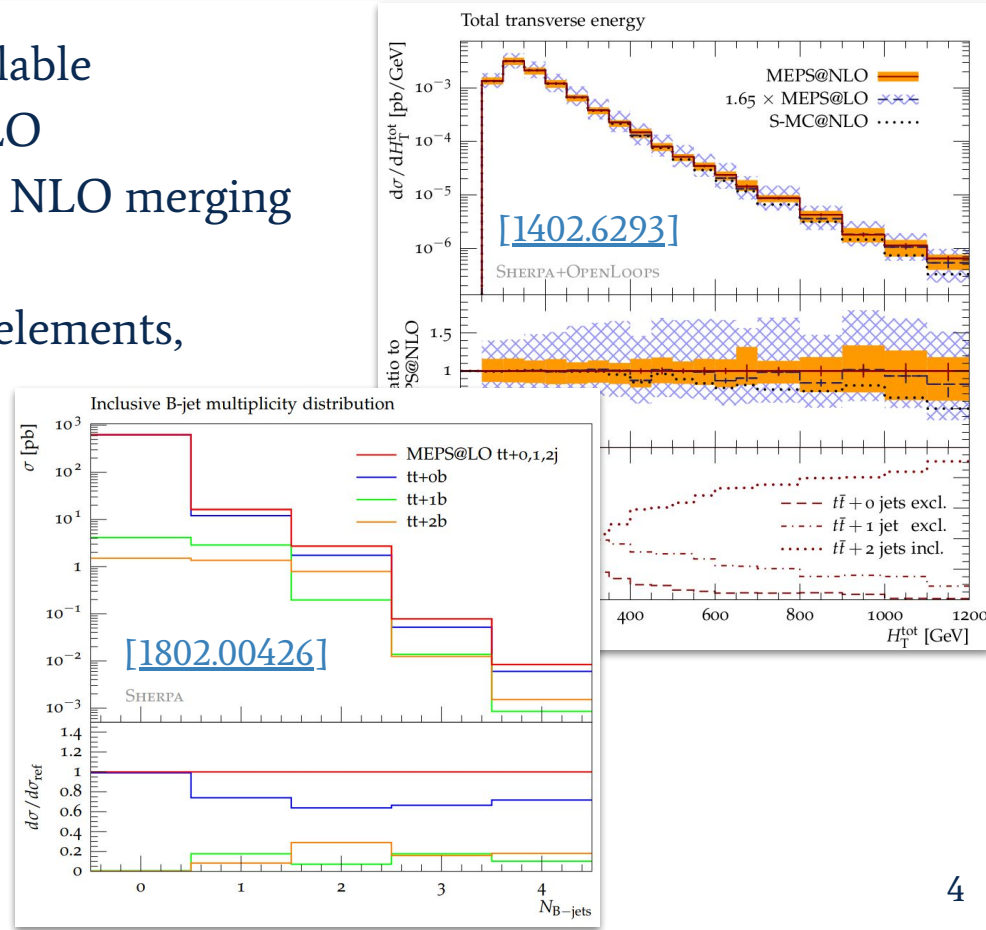 lable
LO
NLO merging
elements,
Total transverse energy
dσ/dH_T^tot [pb/GeV]
10⁻³
10⁻⁴
10⁻⁵
10⁻⁶
MEPS@NLO
1.65 × MEPS@LO
S-MC@NLO
[1402.6293]
SHERPA+OPENLOOPS
1.5
1
tt̄ + 0 jets excl.
tt̄ + 1 jet excl.
tt̄ + 2 jets incl.
400 600 800 1000 1200
H_T^tot [GeV]
Inclusive B-jet multiplicity distribution
σ [pb]
10³
10²
10¹
1
10⁻¹
10⁻²
10⁻³
MEPS@LO tt+0,1,2j
tt+0b
tt+1b
tt+2b
[1802.00426]
SHERPA
dσ/dσ_ref
1.4
1.2
1
0.8
0.6
0.4
0.2
0
0 1 2 3 4
N_B−jets
4